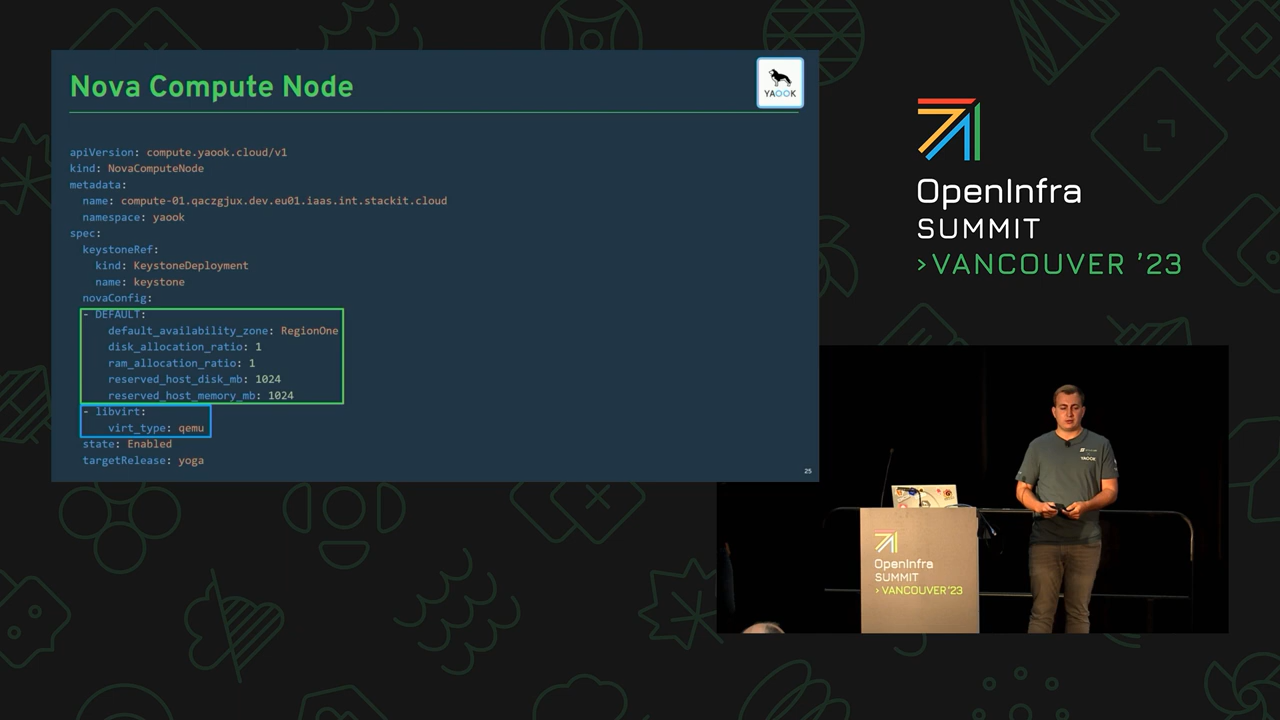 Nova Compute Node
YAOOK
apiVersion: compute.yaook.cloud/v1
kind: NovaComputeNode
metadata:
name: compute-01.qaczgjux.dev.eu01.iaas.int.stackit.cloud
namespace: yaook
spec:
keystoneRef:
kind: KeystoneDeployment
name: keystone
novaConfig:
- DEFAULT:
default_availability_zone: RegionOne
disk_allocation_ratio: 1
ram_allocation_ratio: 1
reserved_host_disk_mb: 1024
reserved_host_memory_mb: 1024
- libvirt:
virt_type: qemu
state: Enabled
targetRelease: yoga
25
OpenInfra
SUMMIT
>VANCOUVER '23
YAOOK
OpenInfra
SUMMIT
>VANCOUVER '23